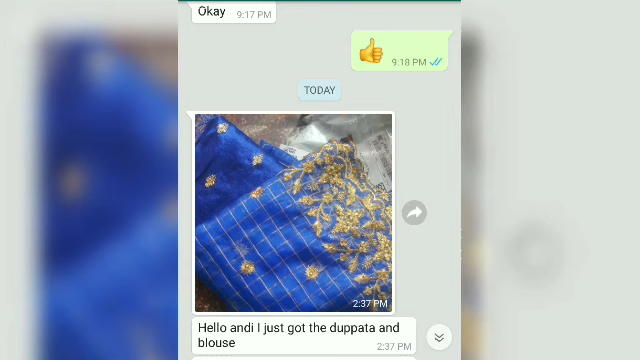 Okay
9:17 PM
👍 9:18 PM
TODAY
2:37 PM
Hello andi I just got the duppata and
blouse
2:37 PM